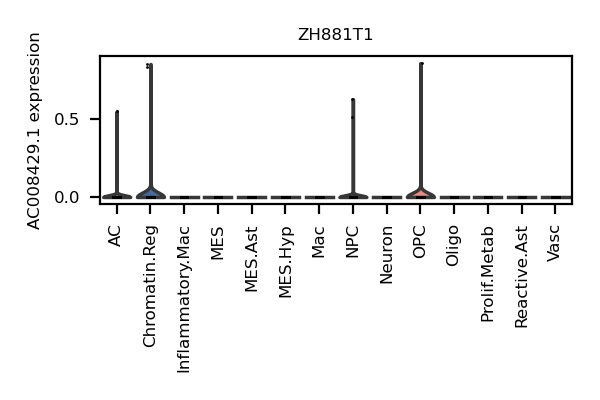 ZH881T1
AC008429.1 expression
0.5
0.0
AC
Chromatin.Reg
Inflammatory.Mac
MES
MES.Ast
MES.Hyp
Mac
NPC
Neuron
OPC
Oligo
Prolif.Metab
Reactive.Ast
Vasc